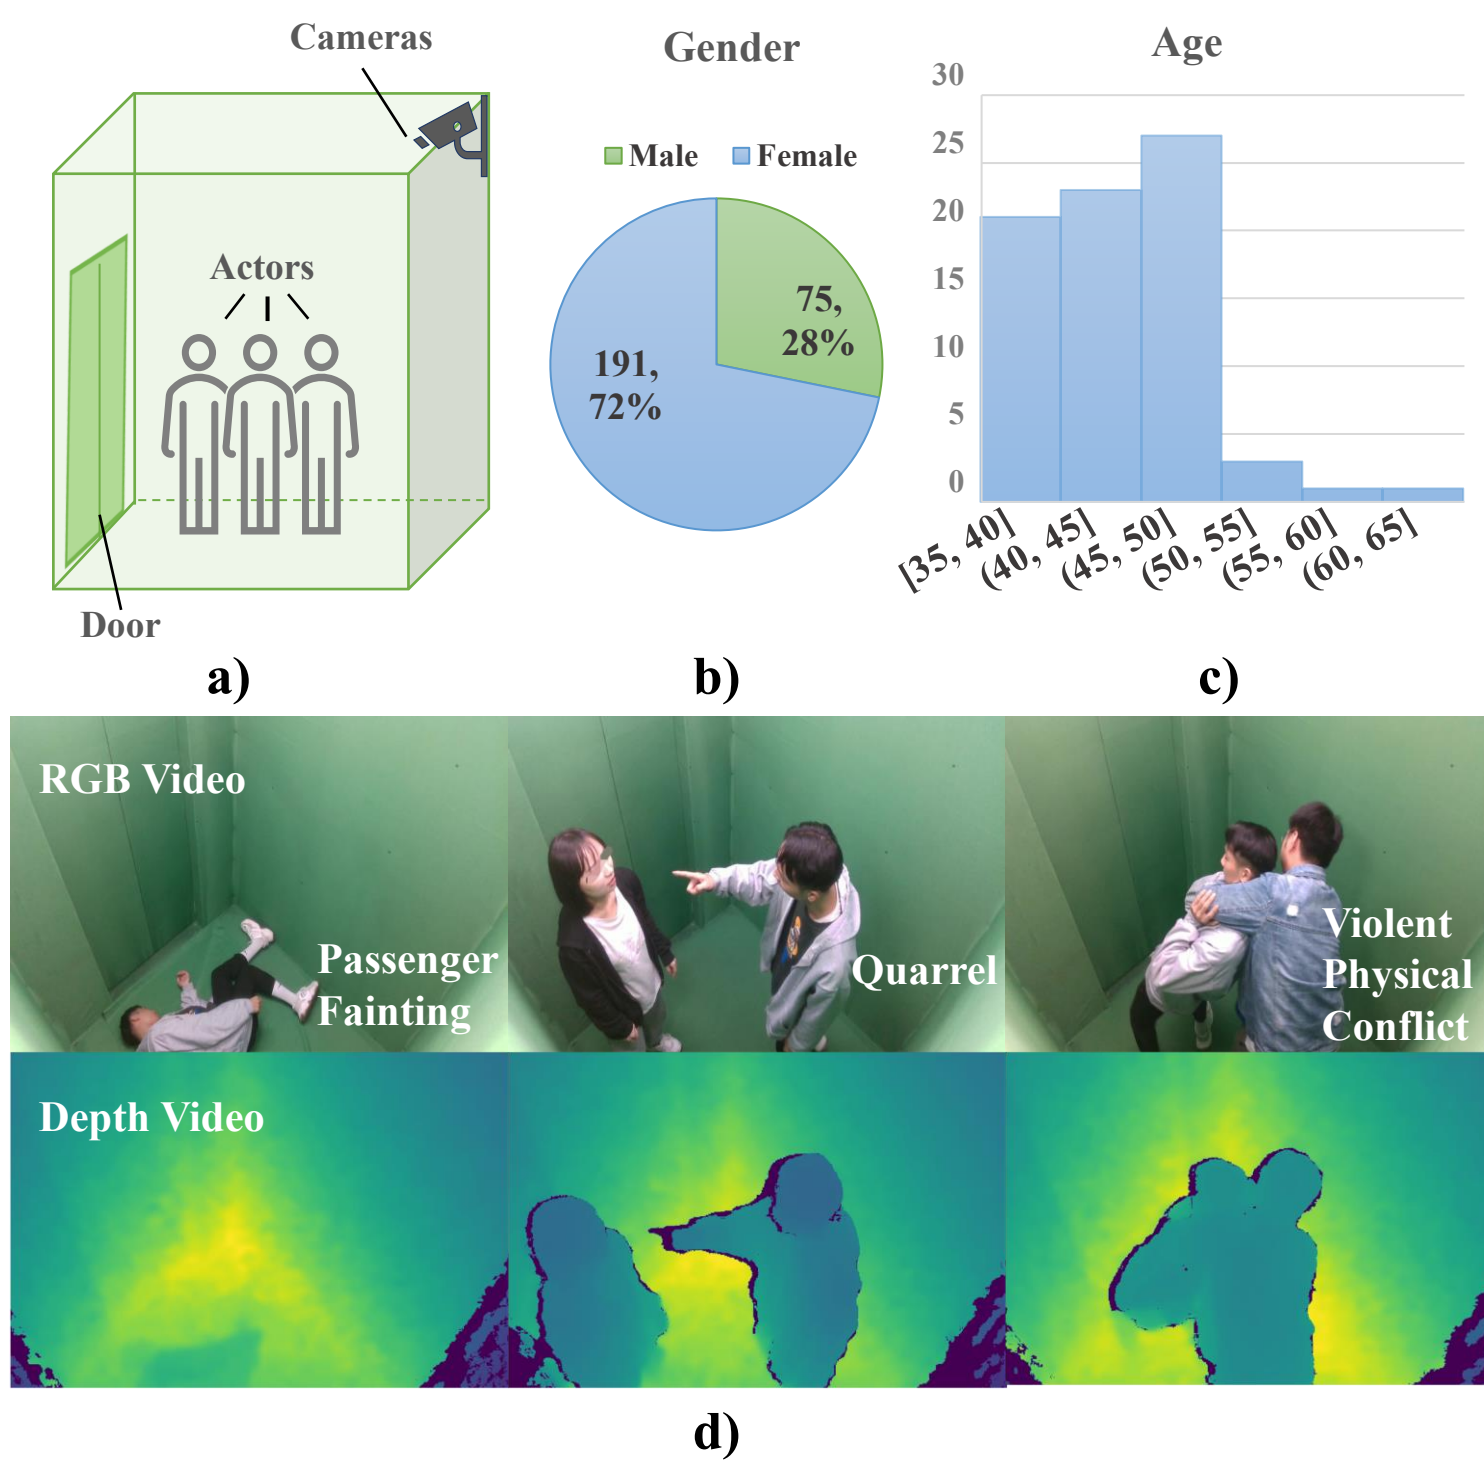 Cameras
Actors
Door
a)
Gender
Male
Female
75,
28%
191,
72%
b)
Age
30
25
20
15
10
5
0
[35, 40]
(40, 45]
(45, 50]
(50, 55]
(55, 60]
(60, 65]
c)
RGB Video
Passenger
Fainting
Quarrel
Violent
Physical
Conflict
Depth Video
d)